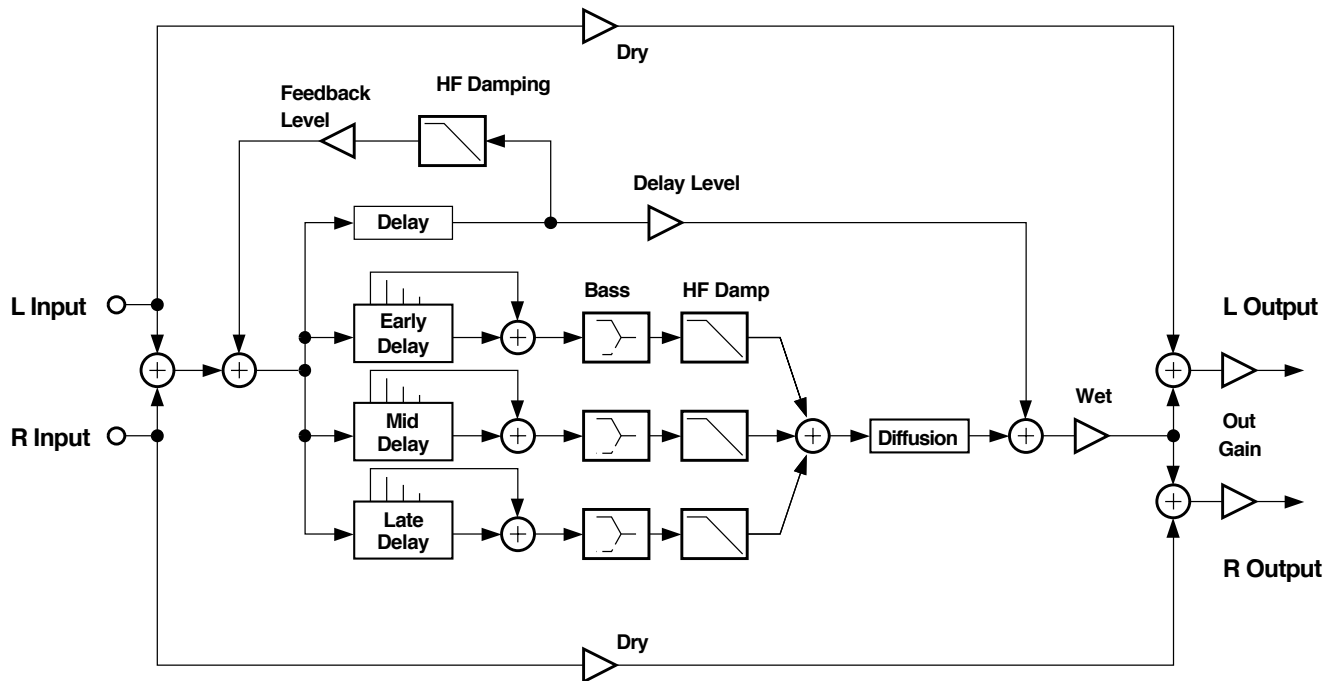 Dry
HF Damping
Feedback
Level
Delay Level
Delay
L Input
Early
Delay
Bass
HF Damp
L Output
R Input
Mid
Delay
Diffusion
Wet
Out
Gain
Late
Delay
R Output
Dry